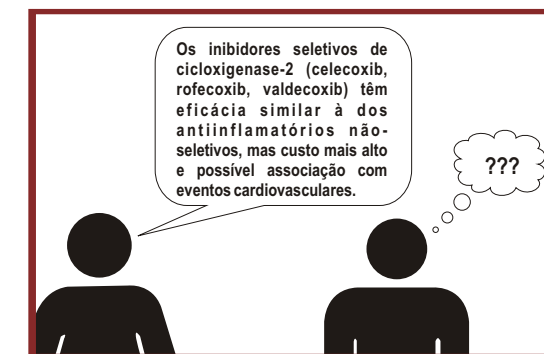 Os inibidores seletivos de
cicloxigenase-2 (celecoxib,
rofecoxib, valdecoxib) têm
eficácia similar à dos
antiinflamatórios não-
seletivos, mas custo mais alto
e possível associação com
eventos cardiovasculares.
???